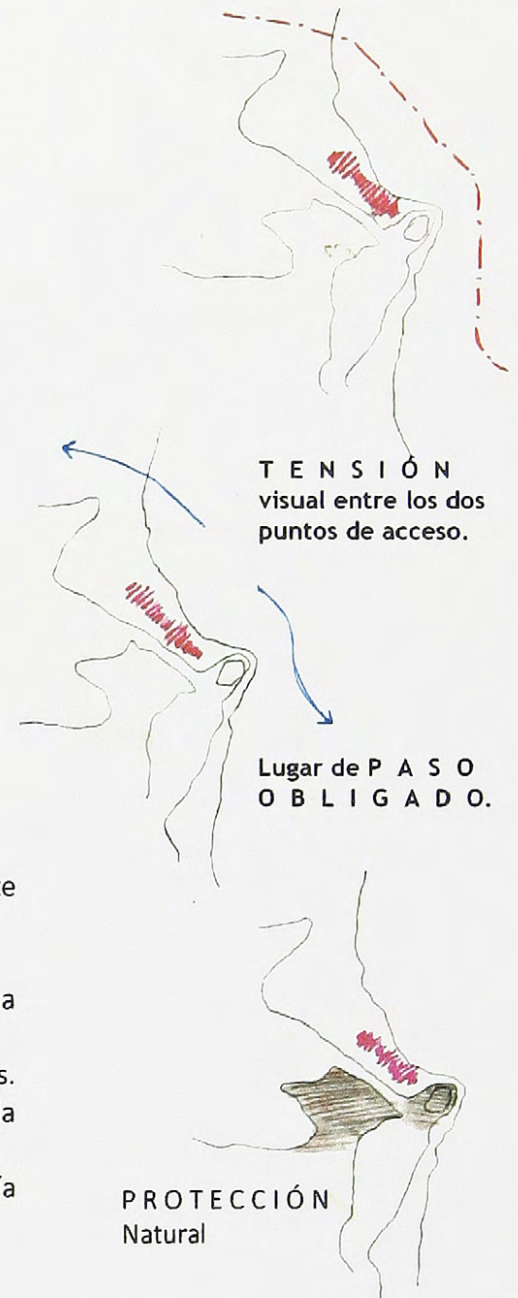 T E N S I Ó N
visual entre los dos
puntos de acceso.
Lugar de P A S O
O B L I G A D O.
a
s.
a
P R O T E C C I Ó N
Natural